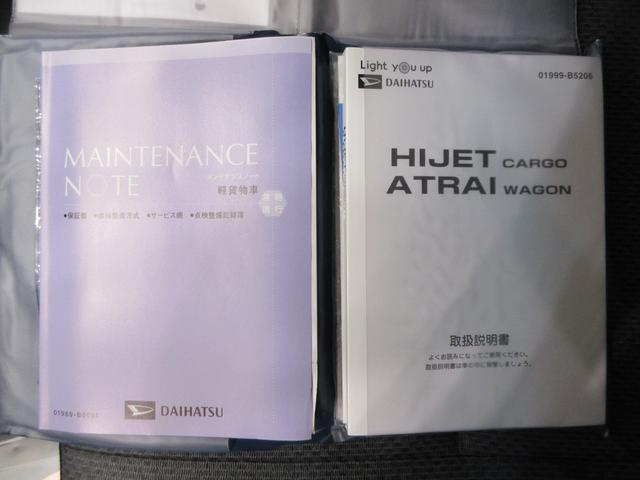 MAINTENANCE
NOTE
メンテナンスノート
軽貨物車
●保証書 ●点検整備方式 ●サービス網 ●点検整備記録簿
DAIHATSU
Light you up
DAIHATSU
01999-B5206
HIJET CARGO
ATRAI WAGON
取扱説明書
よくお読みになってご使用ください。
取扱説明書は車の中に保管しましょう。